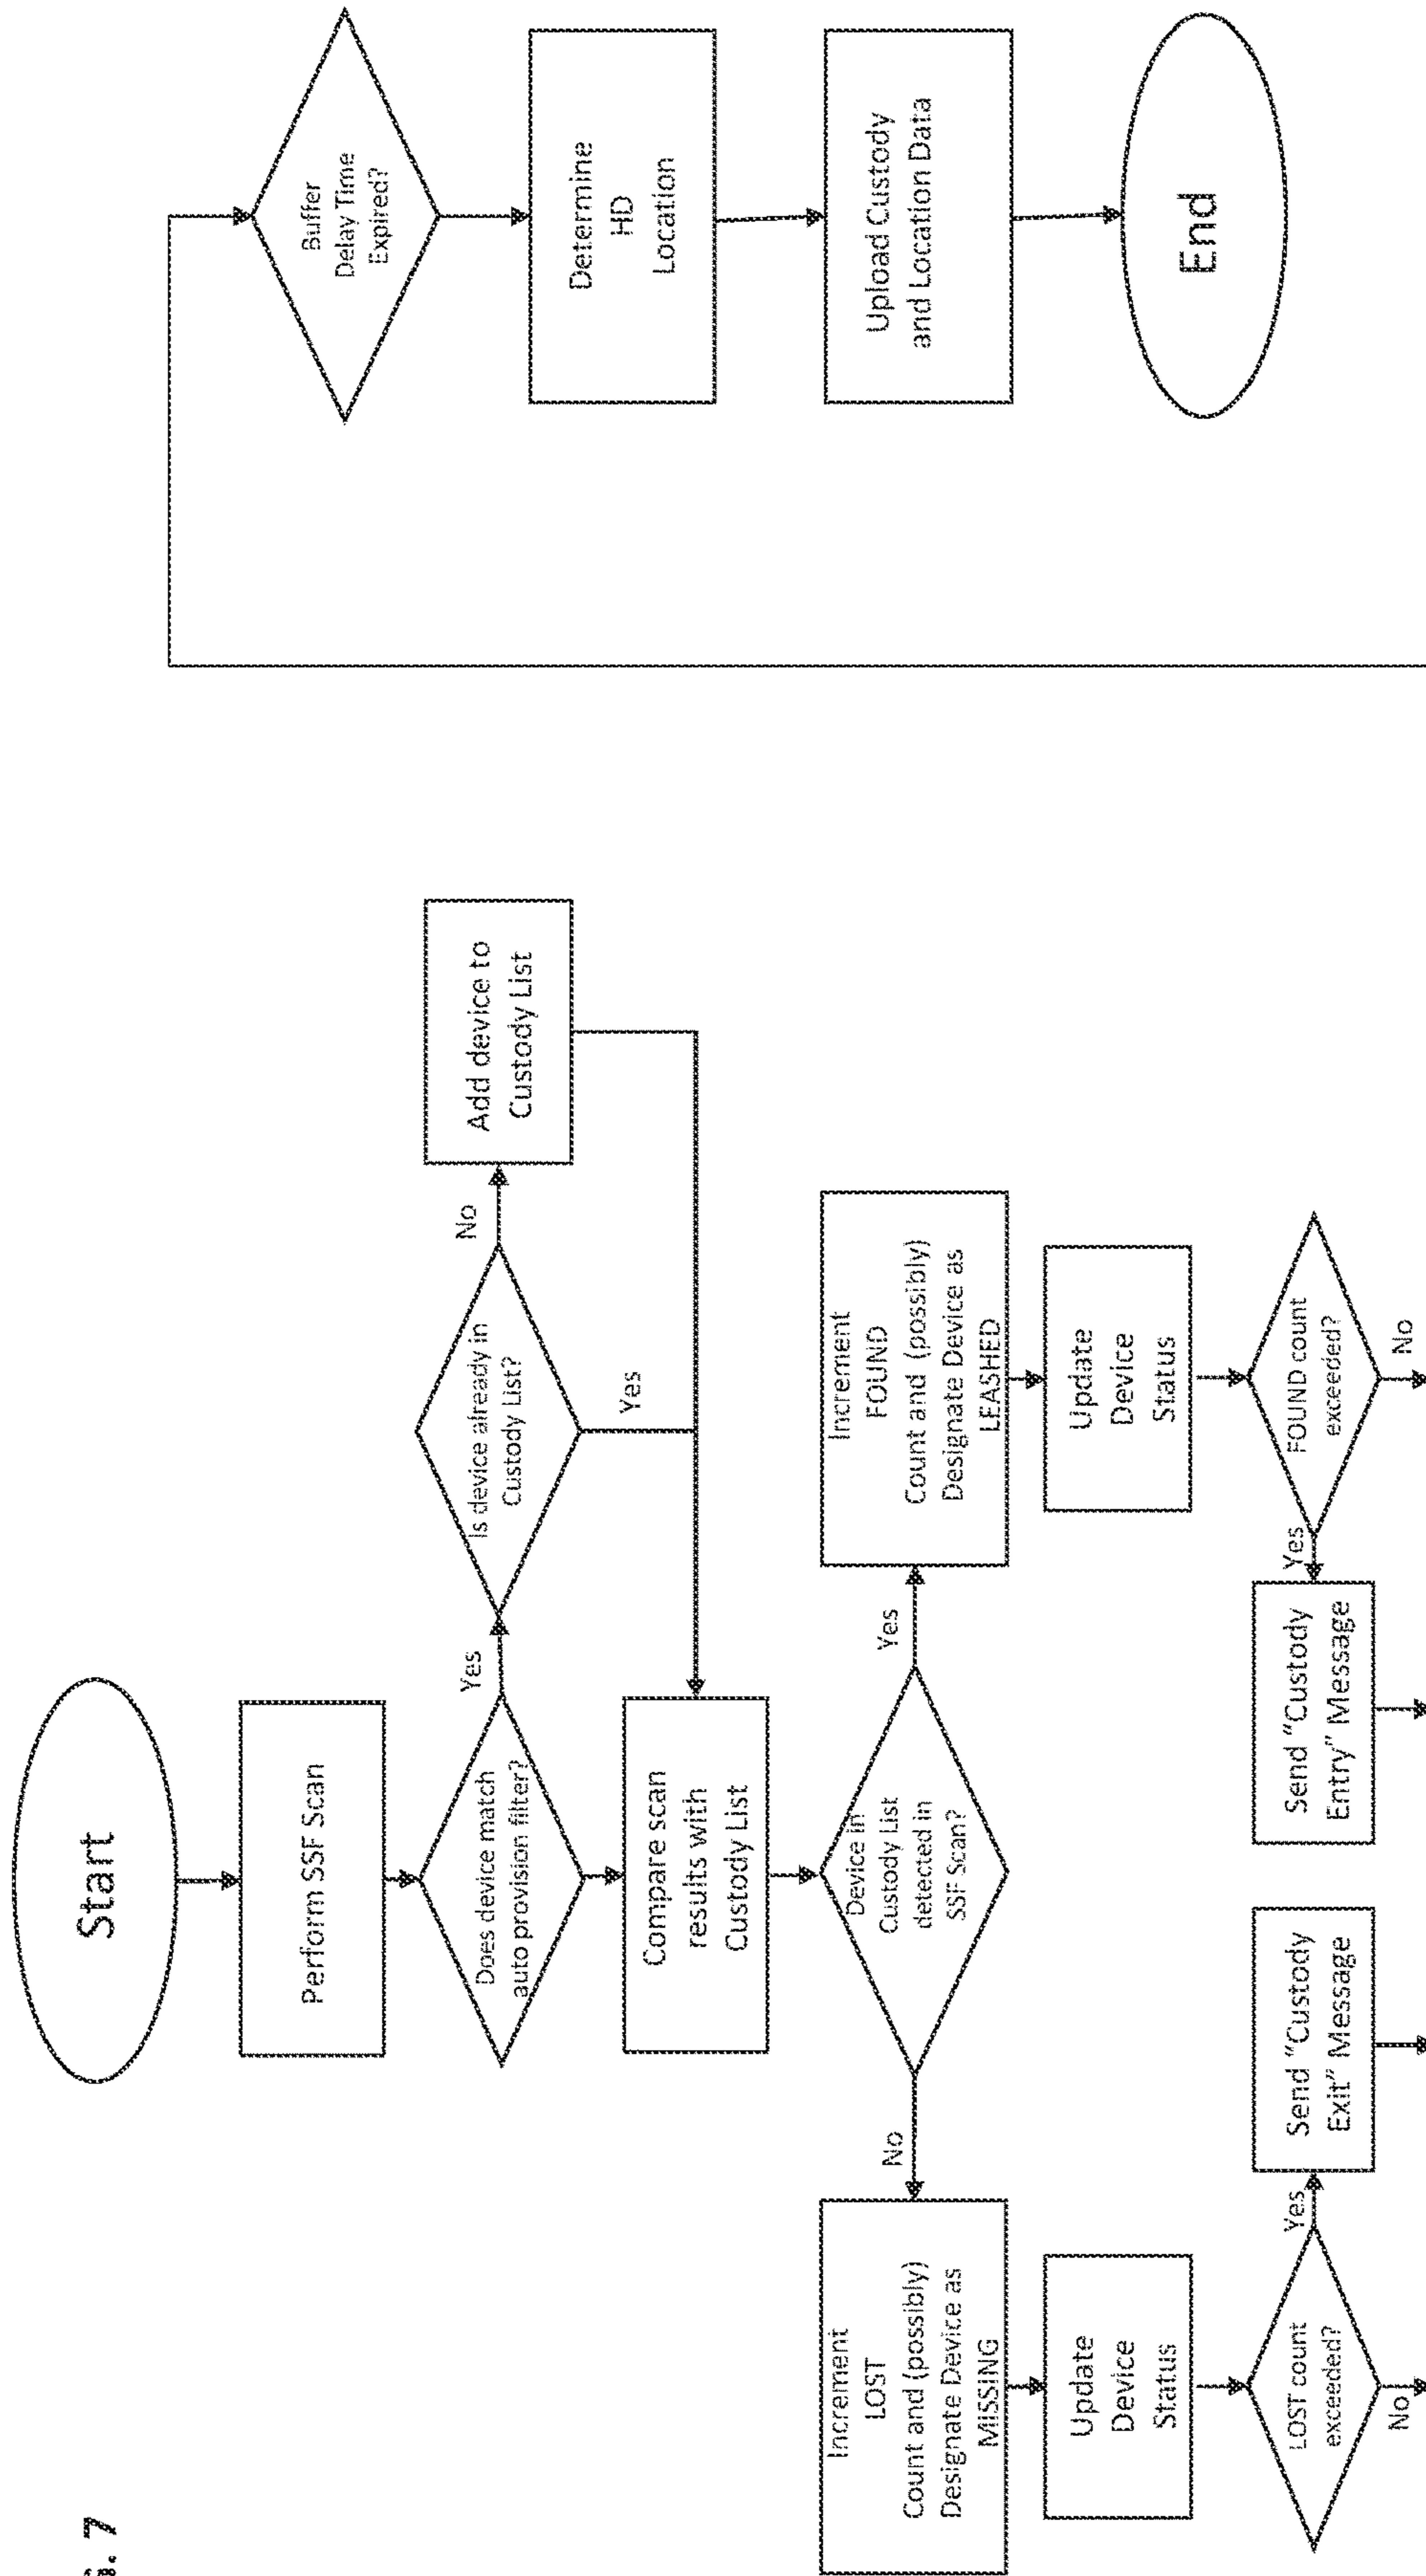 . 7
Start
Perform SSF Scan
Does device match
auto provision filter?
Yes
Is device already in
Custody List?
No
Add device to
Custody List
Yes
Compare scan
results with
Custody List
Device in
Custody List
detected in
SSF Scan?
No
Yes
Increment
LOST
Count and (possibly)
Designate Device as
MISSING
Update
Device
Status
LOST count
exceeded?
Yes
No
Send "Custody
Exit" Message
Increment
FOUND
Count and (possibly)
Designate Device as
LEASHED
Update
Device
Status
FOUND count
exceeded?
Yes
No
Send "Custody
Entry" Message
Buffer
Delay Time
Expired?
Determine
HD
Location
Upload Custody
and Location Data
End